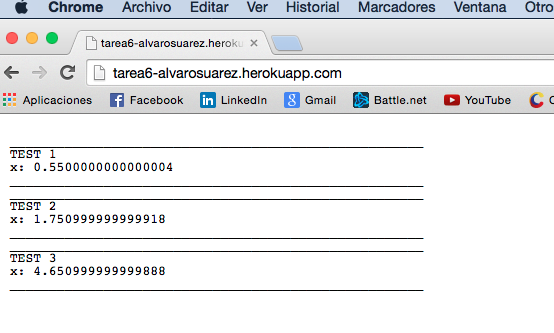 Chrome Archivo Editar Ver Historial Marcadores Ventana
tarea6-alvarosuarez.heroku
tarea6-alvarosuarez.herokuapp.com
Aplicaciones Facebook LinkedIn Gmail Battle.net YouTube
TEST 1
x: 0.5500000000000004
TEST 2
x: 1.750999999999918
TEST 3
x: 4.650999999999888